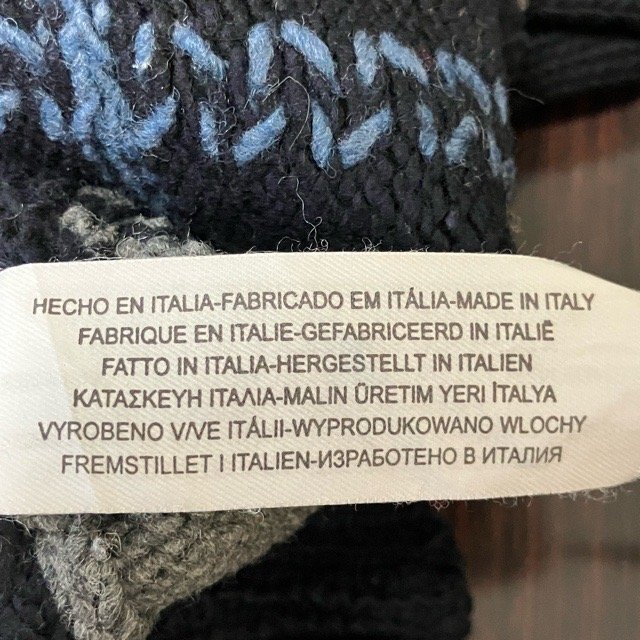 HECHO EN ITALIA-FABRICADO EM ITÁLIA-MADE IN ITALY
FABRIQUE EN ITALIE-GEFABRICEERD IN ITALIË
FATTO IN ITALIA-HERGESTELLT IN ITALIEN
ΚΑΤΑΣΚΕΥΗ ΙΤΑΛΙΑ-MALIN ÜRETIM YERI İTALYA
VYROBENO V/VE ITÁLII-WYPRODUKOWANO WLOCHY
FREMSTILLET I ITALIEN-ИЗРАБОТЕНО В ИТАЛИЯ